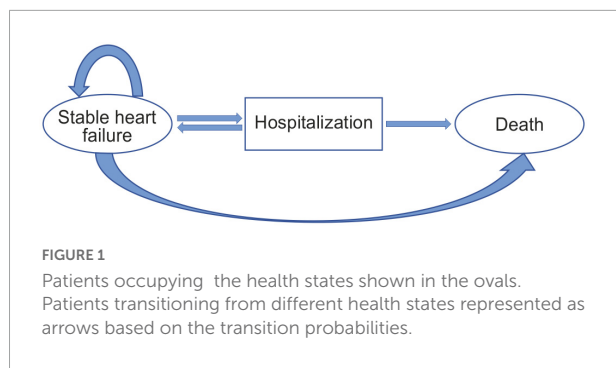 Stable heart
failure
Hospitalization
Death
FIGURE 1
Patients occupying the health states shown in the ovals.
Patients transitioning from different health states represented as
arrows based on the transition probabilities.